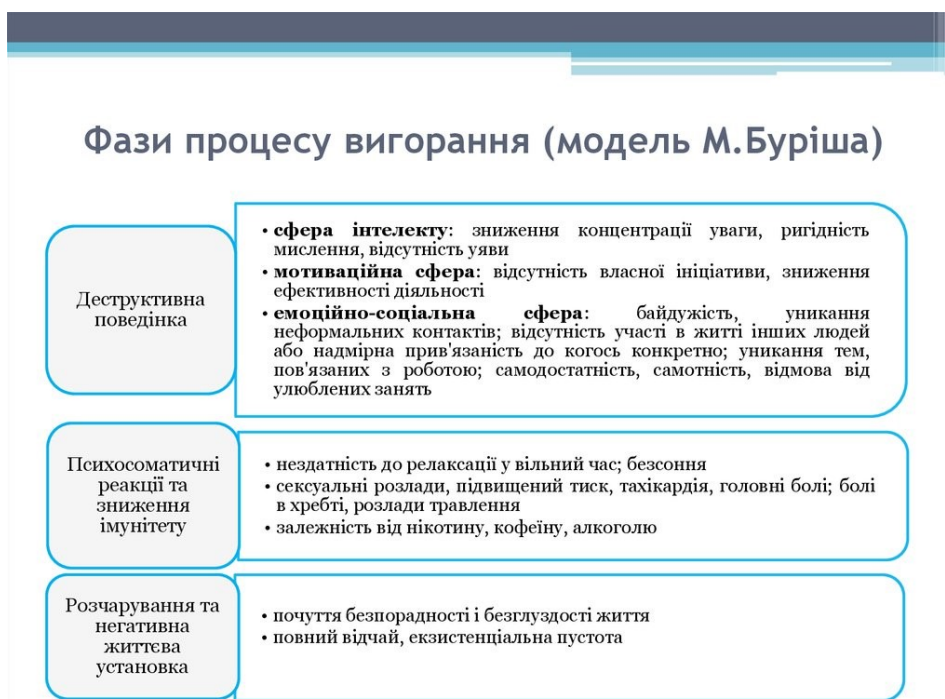 Фази процесу вигорання (модель М.Буріша)
Деструктивна
поведінка
• сфера інтелекту: зниження концентрації уваги, ригідність
мислення, відсутність уяви
• мотиваційна сфера: відсутність власної ініціативи, зниження
ефективності діяльності
• емоційно-соціальна сфера: байдужість, уникання
неформальних контактів; відсутність участі в житті інших людей
або надмірна прив'язаність до когось конкретно; уникання тем,
пов'язаних з роботою; самодостатність, самотність, відмова від
улюблених занять
Психосоматичні
реакції та
зниження
імунітету
• нездатність до релаксації у вільний час; безсоння
• сексуальні розлади, підвищений тиск, тахікардія, головні болі; болі
в хребті, розлади травлення
• залежність від нікотину, кофеїну, алкоголю
Розчарування та
негативна
життєва
установка
• почуття безпорадності і безглуздості життя
• повний відчай, екзистенціальна пустота